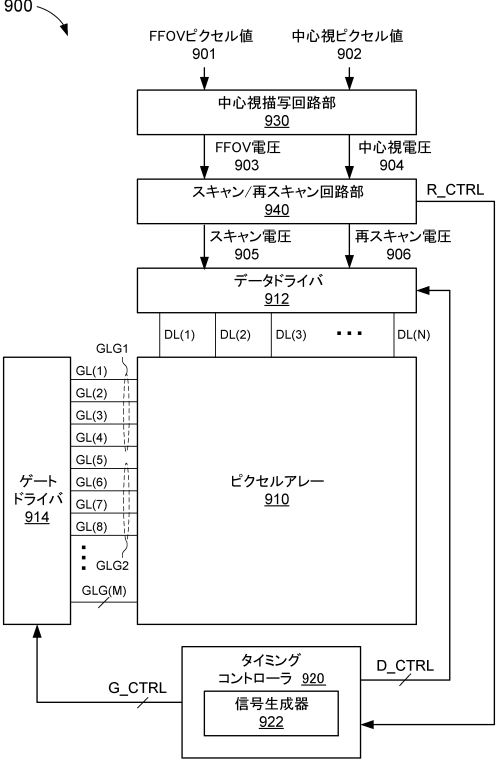 900
FFOVピクセル値
901
中心視ピクセル値
902
中心視描写回路部
930
FFOV電圧
903
中心視電圧
904
スキャン/再スキャン回路部
940
R_CTRL
スキャン電圧
905
再スキャン電圧
906
データドライバ
912
DL(1)
DL(2)
DL(3)
DL(N)
GLG1
GL(1)
GL(2)
GL(3)
GL(4)
GL(5)
GL(6)
GL(7)
GL(8)
GLG2
GLG(M)
ゲート
ドライバ
914
ピクセルアレー
910
タイミング
コントローラ 920
信号生成器
922
G_CTRL
D_CTRL